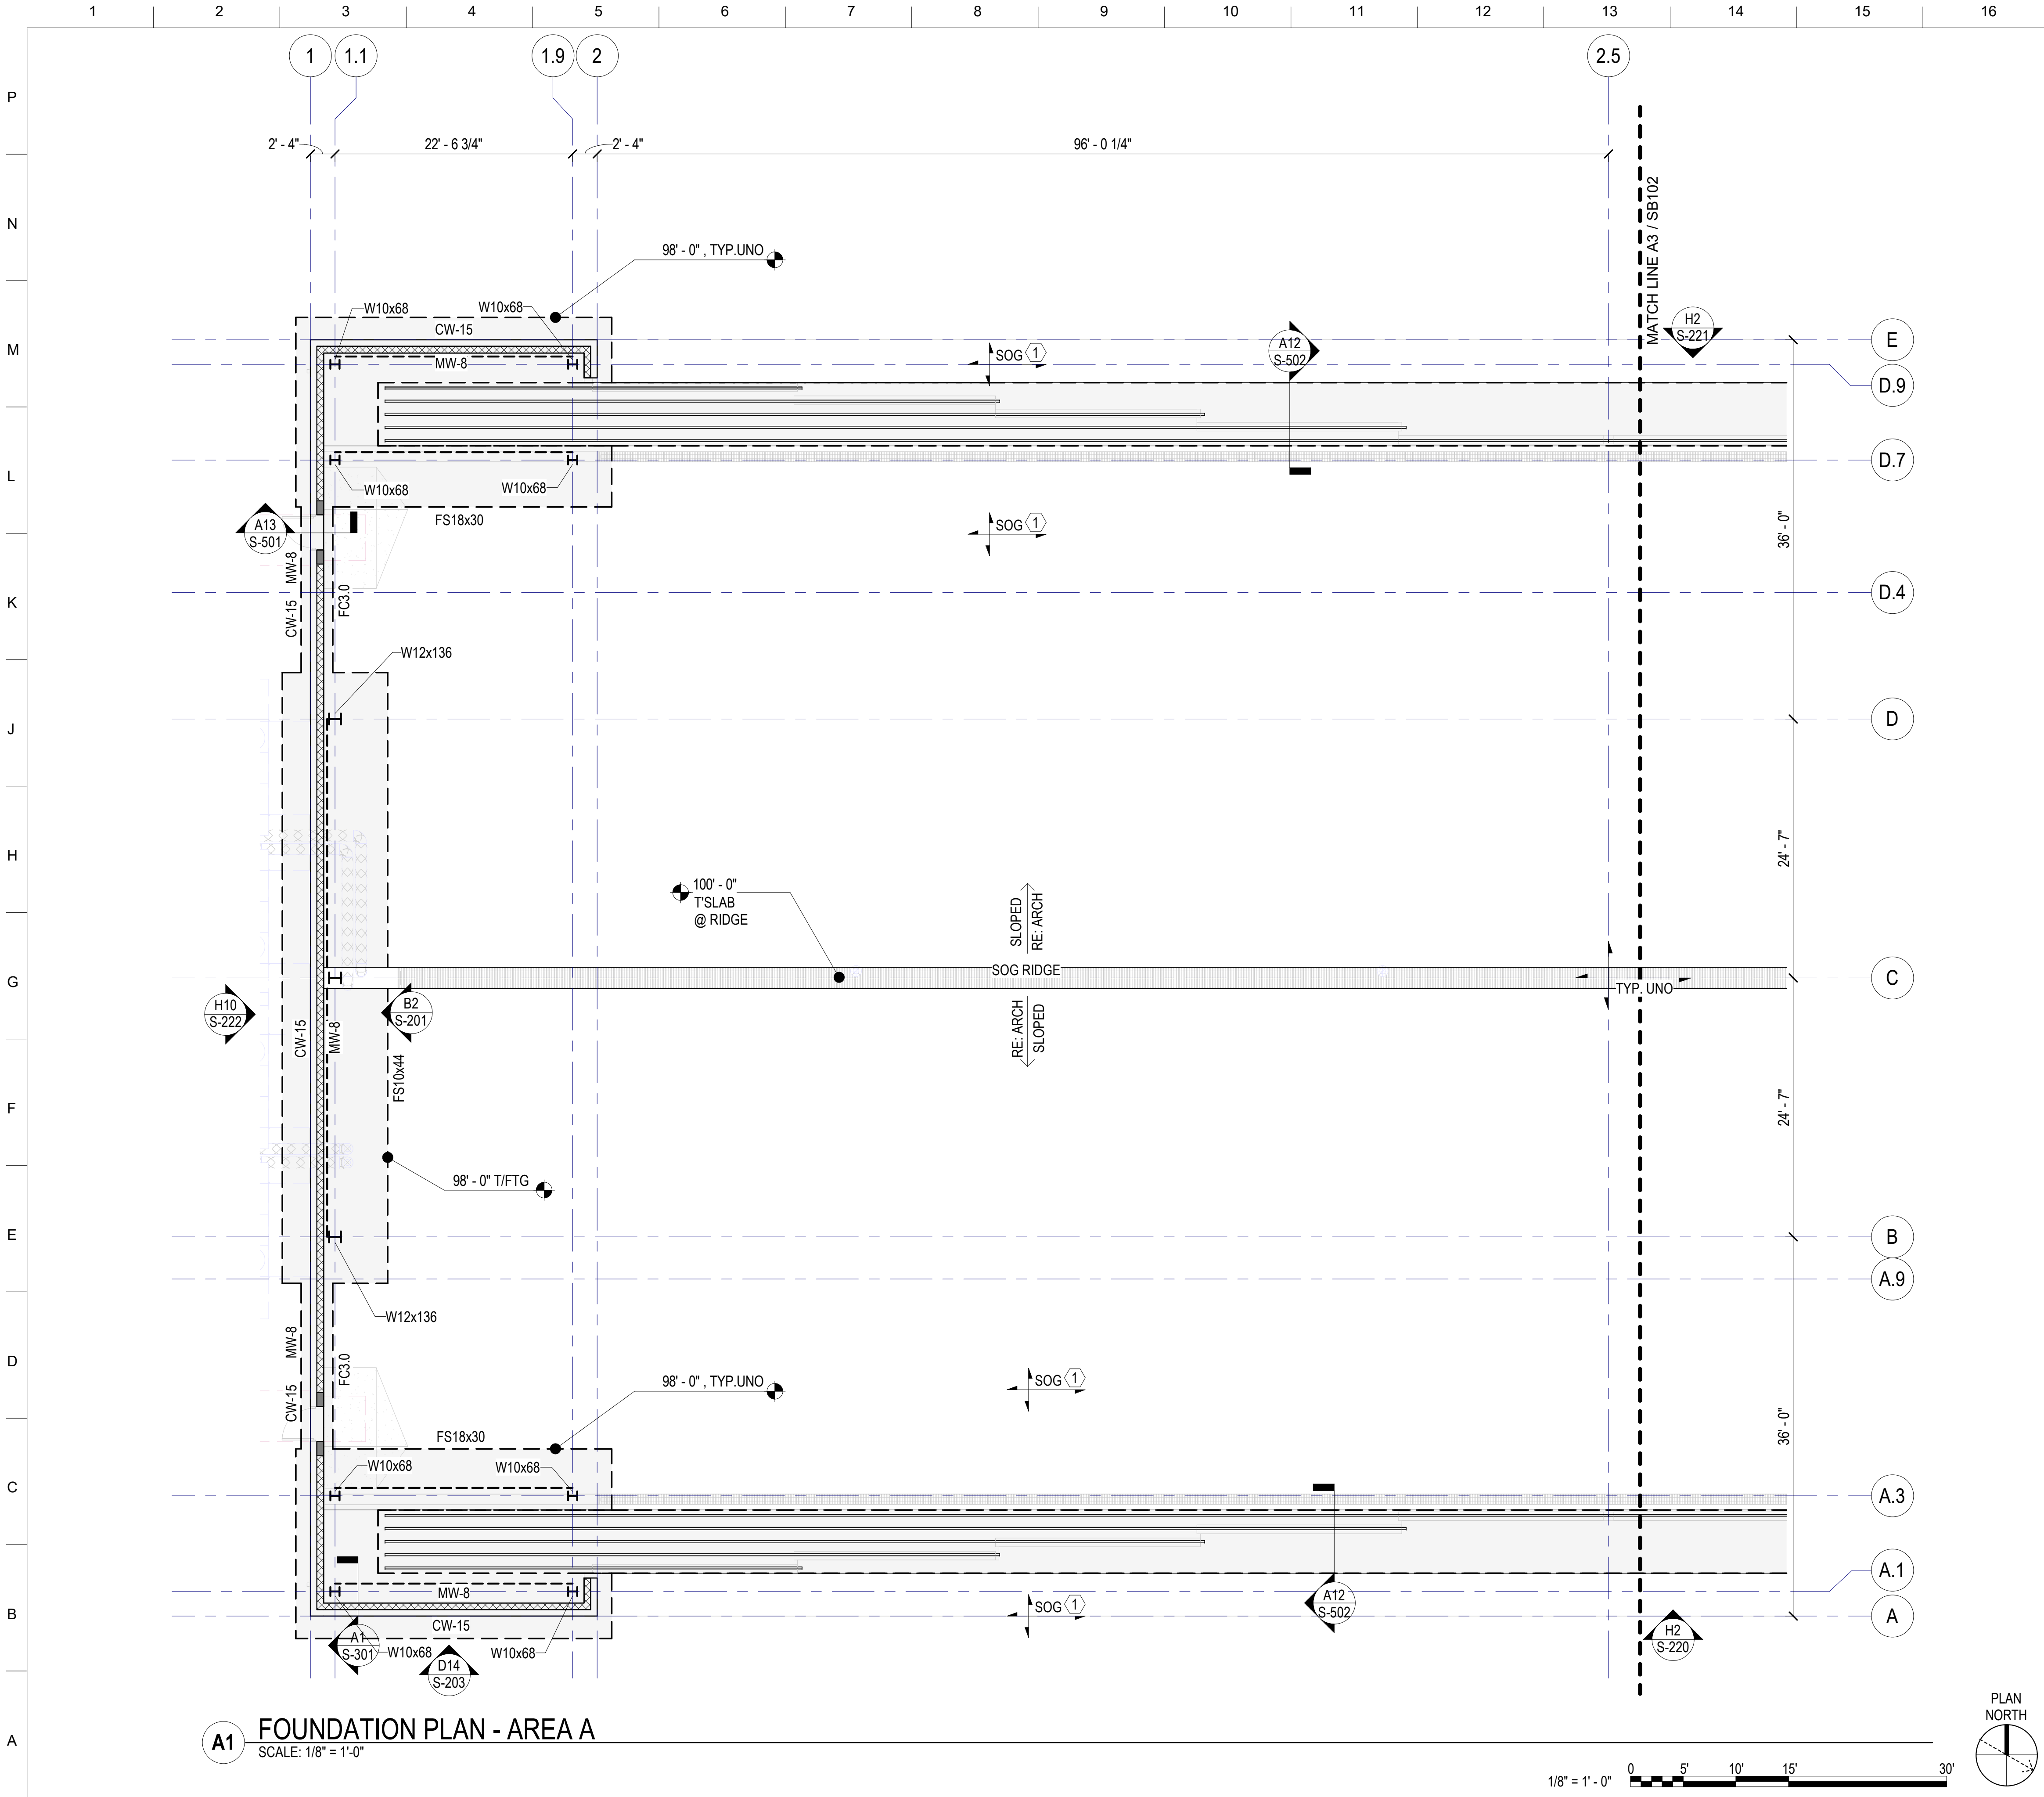 1 2 3 4 5 6 7 8 9 10 11 12 13 14 15 16
1 1.1 1.9 2 2.5
P
2' - 4" 22' - 6 3/4" 2' - 4" 96' - 0 1/4"
MATCH LINE A3 / SB102
N
98' - 0" , TYP.UNO
W10x68 W10x68
H2
S-221
CW-15
M
A12
S-502
E
SOG 1
MW-8
D.9
L
D.7
W10x68 W10x68
FS18x30
A13
S-501
SOG 1
36' - 0"
MW-8
CW-15
FC3.0
K
D.4
W12x136
J
D
H
24' - 7"
100' - 0"
T'SLAB
@ RIDGE
SLOPED
RE: ARCH
SOG RIDGE
G
C
TYP. UNO
H10
S-222
B2
S-201
CW-15
MW-8
RE: ARCH
SLOPED
FS10x44
F
24' - 7"
98' - 0" T/FTG
E
B
A.9
W12x136
MW-8
CW-15
FC3.0
D
98' - 0" , TYP.UNO
SOG 1
36' - 0"
FS18x30
W10x68 W10x68
C
A.3
A.1
MW-8
A12
S-502
SOG 1
B
A
CW-15
A1
S-301
W10x68 W10x68
H2
S-220
D14
S-203
A
A1
FOUNDATION PLAN - AREA A
SCALE: 1/8" = 1'-0"
PLAN
NORTH
0 5' 10' 15' 30'
1/8" = 1' - 0"